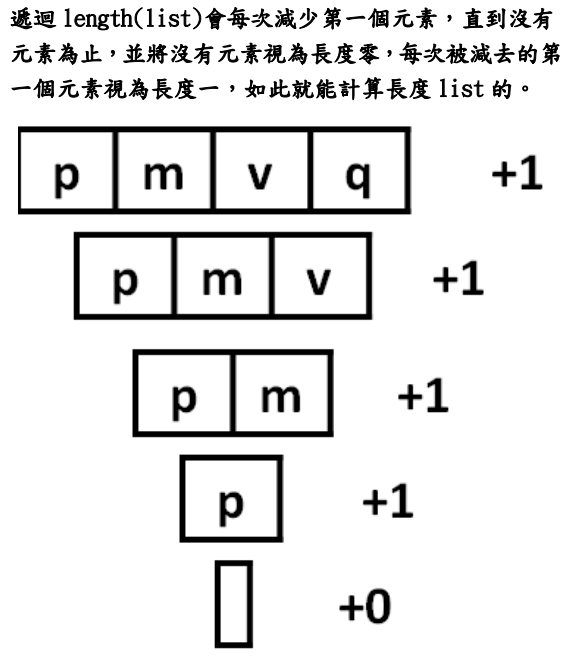 遞迴 length(list)會每次減少第一個元素，直到沒有
元素為止，並將沒有元素視為長度零，每次被減去的第
一個元素視為長度一，如此就能計算長度 list 的。
p m v q +1
p m v +1
p m +1
p +1
+0